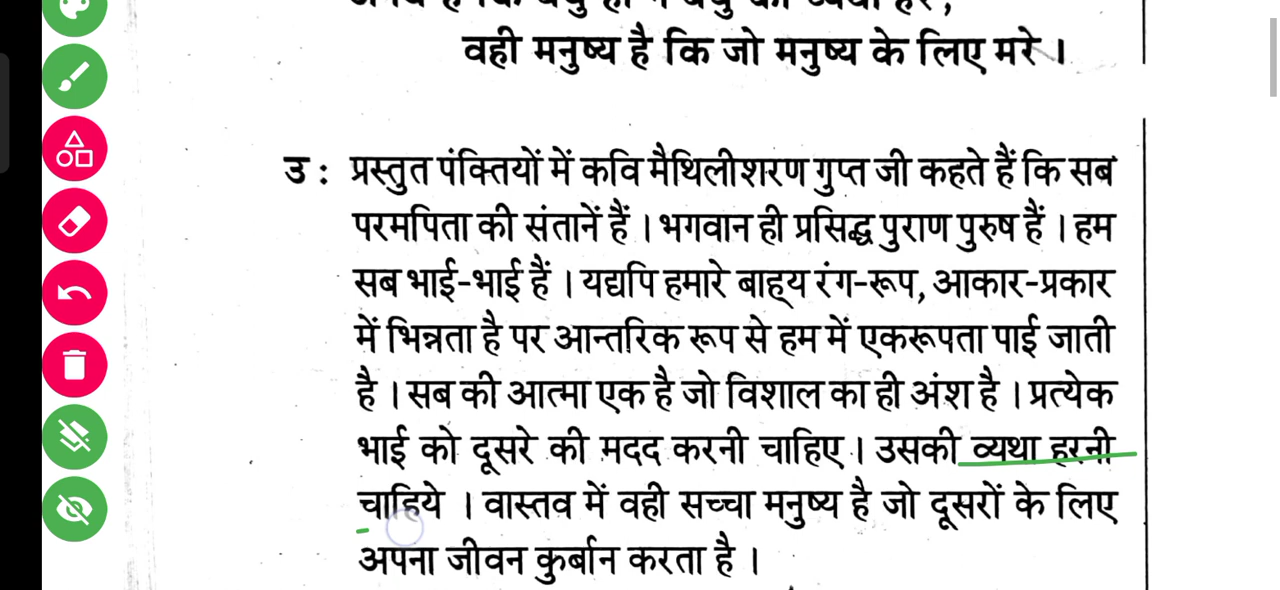 वही मनुष्य है कि जो मनुष्य के लिए मरे ।
उ : प्रस्तुत पंक्तियों में कवि मैथिलीशरण गुप्त जी कहते हैं कि सब
परमपिता की संतानें हैं । भगवान ही प्रसिद्ध पुराण पुरुष हैं । हम
सब भाई-भाई हैं । यद्यपि हमारे बाह्य रंग-रूप, आकार-प्रकार
में भिन्नता है पर आन्तरिक रूप से हम में एकरूपता पाई जाती
है । सब की आत्मा एक है जो विशाल का ही अंश है । प्रत्येक
भाई को दूसरे की मदद करनी चाहिए । उसकी व्यथा हरनी
चाहिये । वास्तव में वही सच्चा मनुष्य है जो दूसरों के लिए
अपना जीवन कुर्बान करता है ।